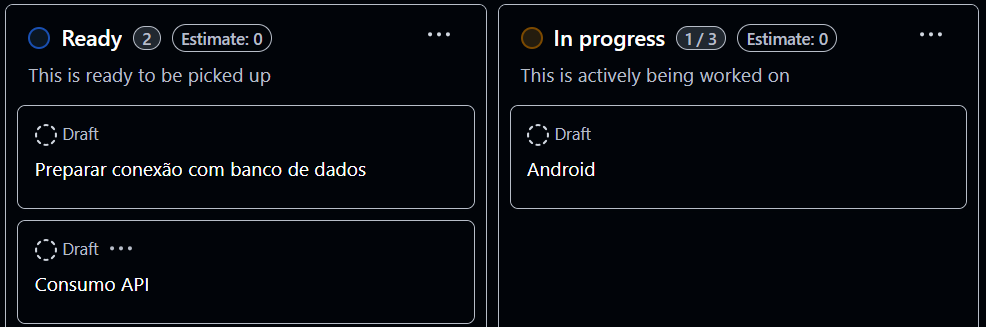 Ready 2 Estimate: 0
This is ready to be picked up
Draft
Preparar conexão com banco de dados
Draft
Consumo API
In progress 1 / 3 Estimate: 0
This is actively being worked on
Draft
Android